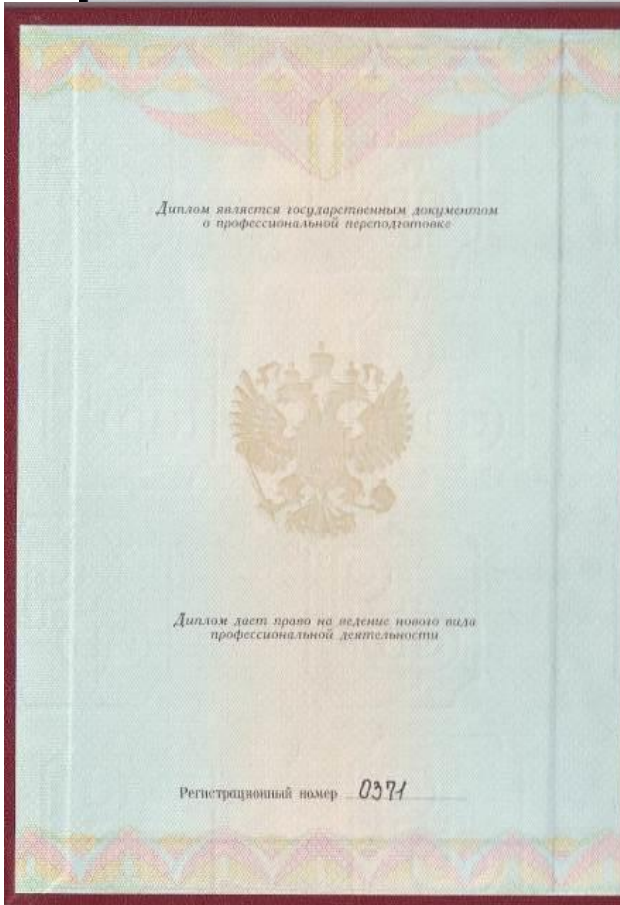 Диплом является государственным документом
о профессиональной переподготовке
Диплом дает право на ведение нового вида
профессиональной деятельности
Регистрационный номер 0371